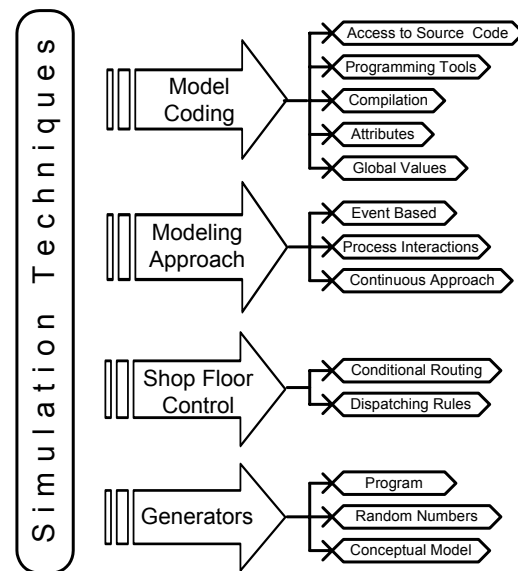 Simulation Techniques
Model
Coding
Access to Source Code
Programming Tools
Compilation
Attributes
Global Values
Modeling
Approach
Event Based
Process Interactions
Continuous Approach
Shop Floor
Control
Conditional Routing
Dispatching Rules
Generators
Program
Random Numbers
Conceptual Model